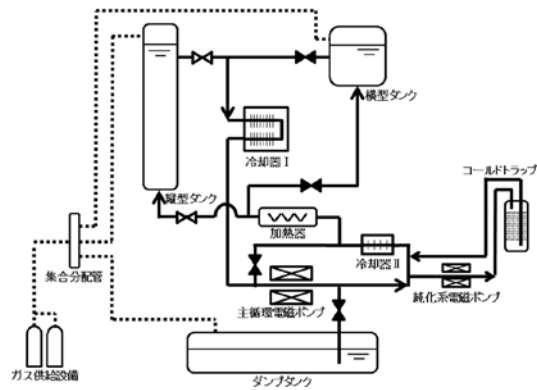 横型タンク
冷却器Ⅰ
コールドトラップ
縦型タンク
加熱器
冷却器Ⅱ
集合分配管
主循環電磁ポンプ
純化系電磁ポンプ
ガス供給設備
ダンプタンク